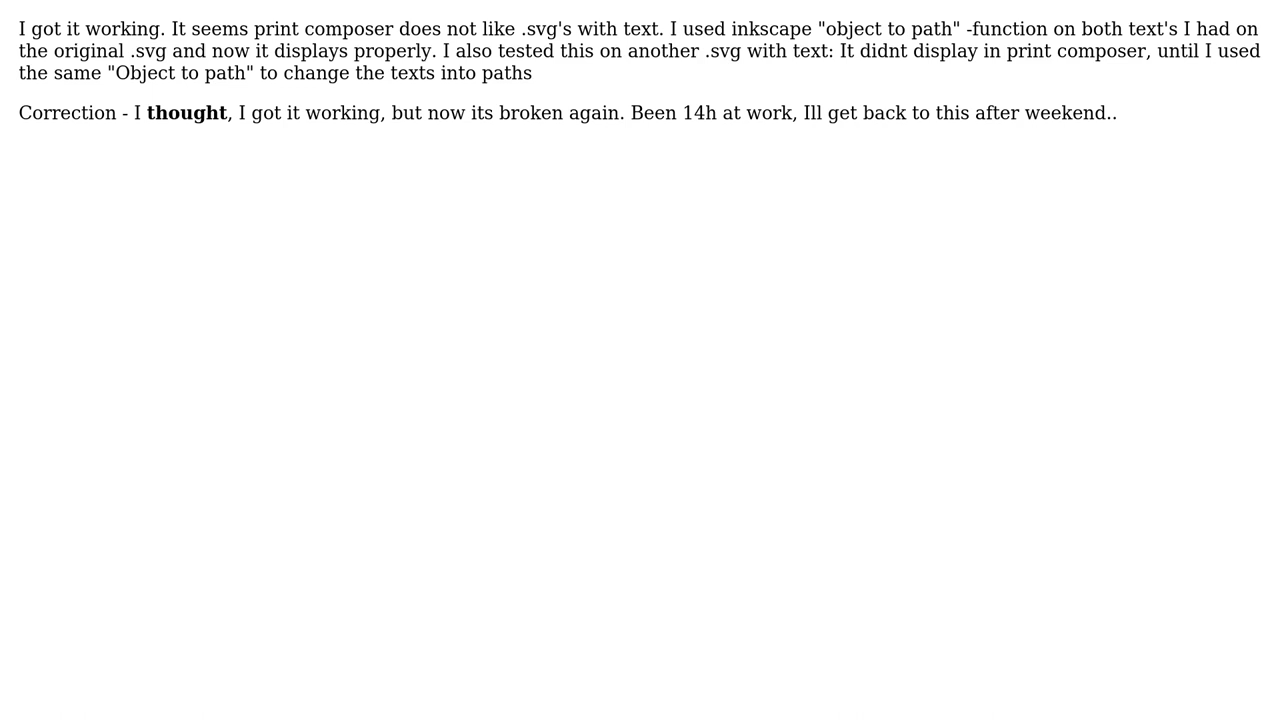 I got it working. It seems print composer does not like .svg's with text. I used inkscape "object to path" -function on both text's I had on
the original .svg and now it displays properly. I also tested this on another .svg with text: It didnt display in print composer, until I used
the same "Object to path" to change the texts into paths
Correction - I thought, I got it working, but now its broken again. Been 14h at work, Ill get back to this after weekend..